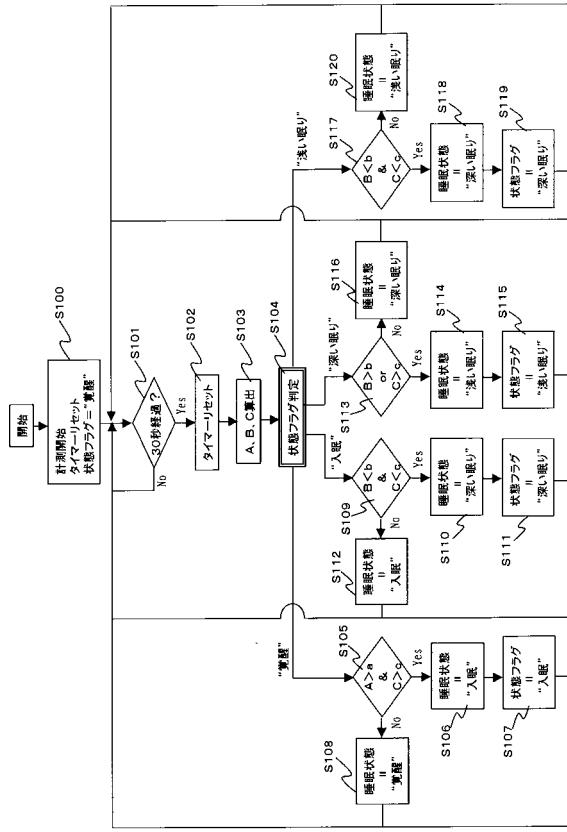 開始
S100
計測開始
タイマーリセット
状態フラグ="覚醒"
S101
30秒経過?
No
Yes
S102
タイマーリセット
S103
A、B、C算出
S104
状態フラグ判定
"覚醒"
"入眠"
"深い眠り"
"浅い眠り"
S105
A>a
&
C>c
No
Yes
S108
睡眠状態
=
"覚醒"
S106
睡眠状態
=
"入眠"
S107
状態フラグ
=
"入眠"
S109
B<b
&
C<c
No
Yes
S112
睡眠状態
=
"入眠"
S110
睡眠状態
=
"深い眠り"
S111
状態フラグ
=
"深い眠り"
S113
B>b
or
C>c
No
Yes
S116
睡眠状態
=
"深い眠り"
S114
睡眠状態
=
"浅い眠り"
S115
状態フラグ
=
"浅い眠り"
S117
B<b
&
C<c
No
Yes
S120
睡眠状態
=
"浅い眠り"
S118
睡眠状態
=
"深い眠り"
S119
状態フラグ
=
"深い眠り"